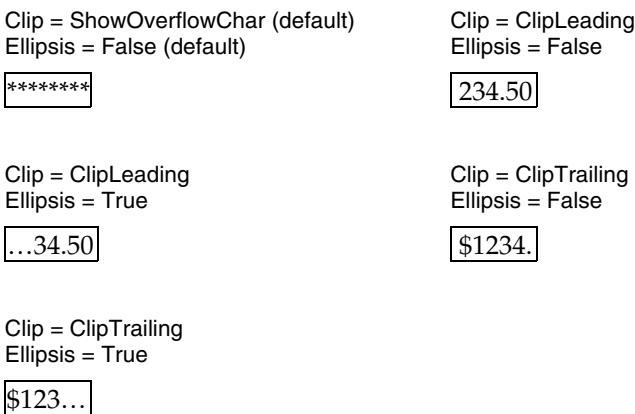 Clip = ShowOverflowChar (default)
Ellipsis = False (default)
********
Clip = ClipLeading
Ellipsis = False
234.50
Clip = ClipLeading
Ellipsis = True
…34.50
Clip = ClipTrailing
Ellipsis = False
$1234.
Clip = ClipTrailing
Ellipsis = True
$123…